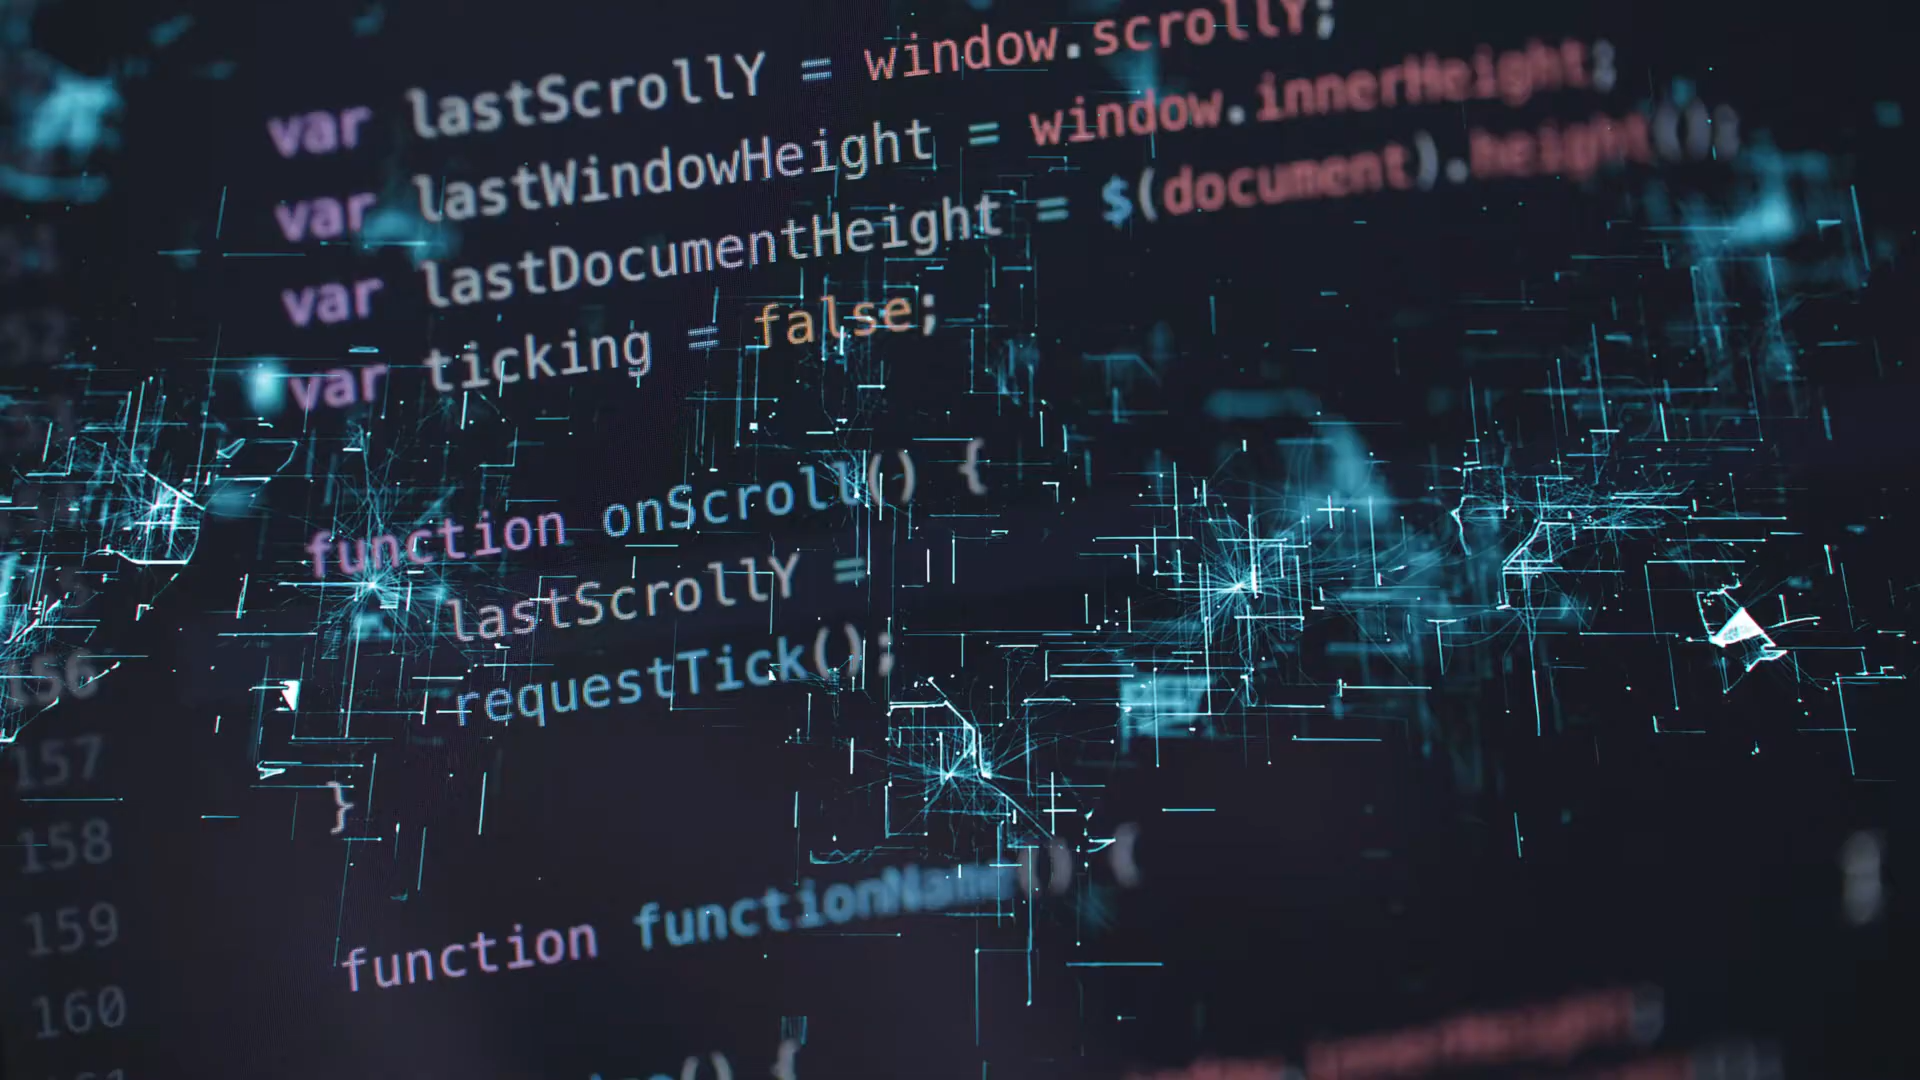 var lastScrollY = window.scrollY;
var lastWindowHeight = window.innerHeight;
var lastDocumentHeight = $(document).height();
var ticking = false;
function onScroll() {
lastScrollY =
156
requestTick();
157
}
158
159
function functionName() {
160
() {